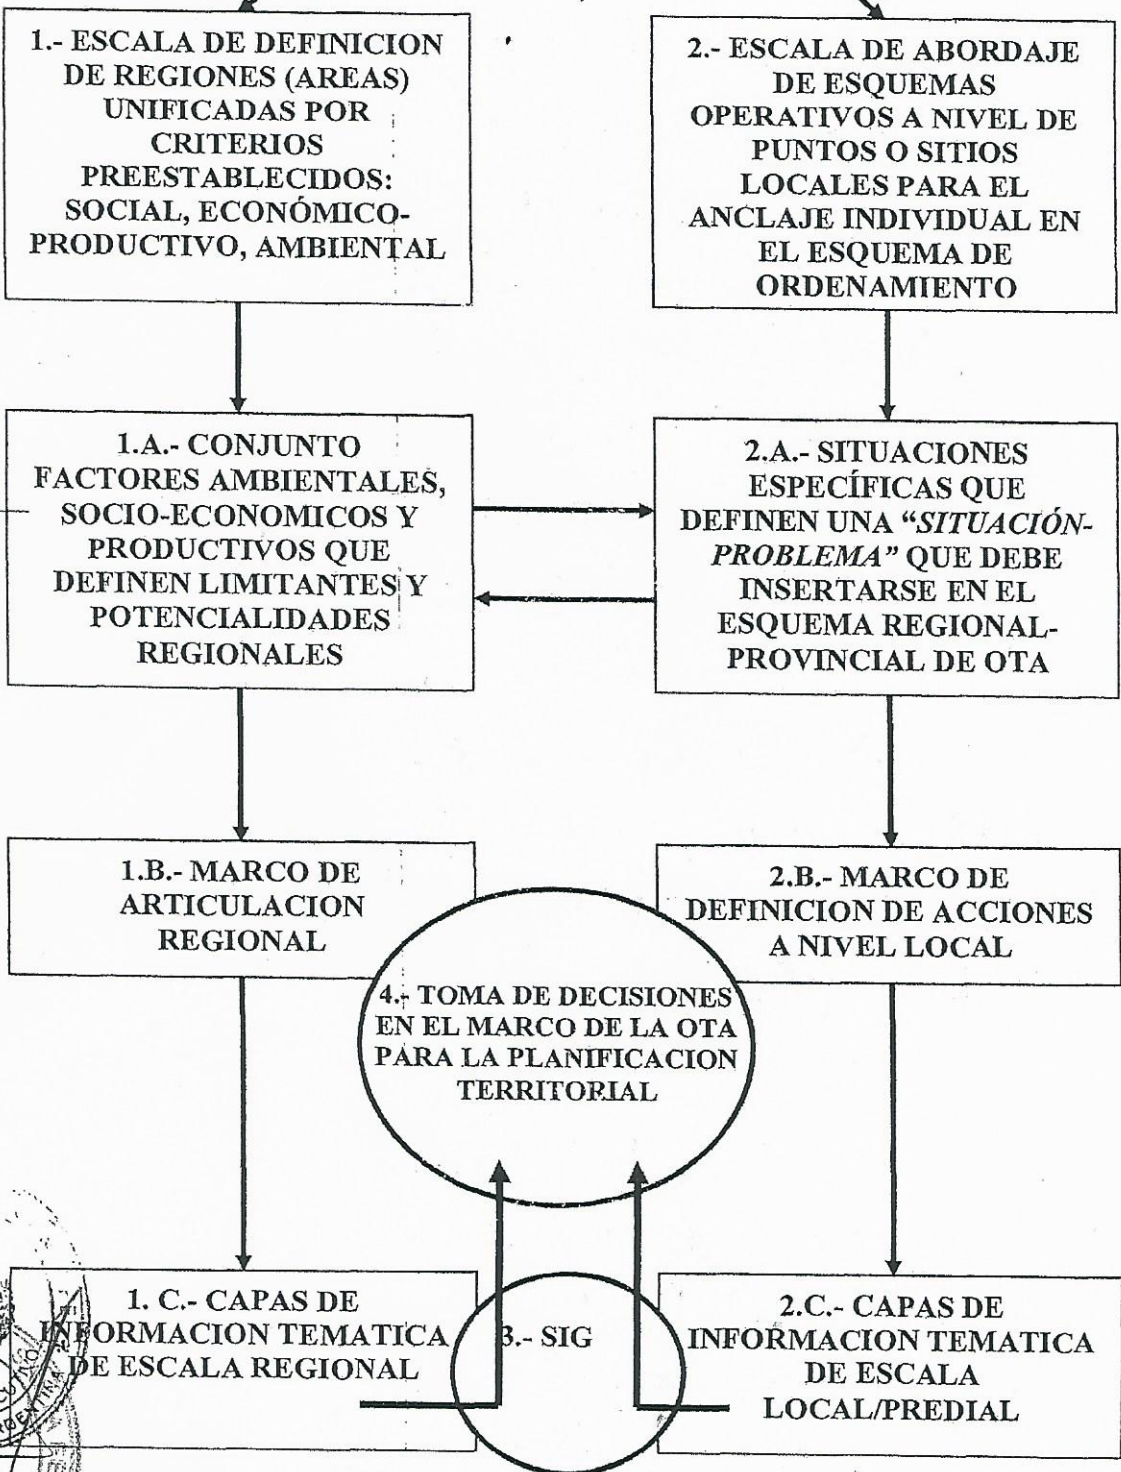 1.- ESCALA DE DEFINICION
DE REGIONES (AREAS)
UNIFICADAS POR
CRITERIOS
PREESTABLECIDOS:
SOCIAL, ECONÓMICO-
PRODUCTIVO, AMBIENTAL
2.- ESCALA DE ABORDAJE
DE ESQUEMAS
OPERATIVOS A NIVEL DE
PUNTOS O SITIOS
LOCALES PARA EL
ANCLAJE INDIVIDUAL EN
EL ESQUEMA DE
ORDENAMIENTO
1.A.- CONJUNTO
FACTORES AMBIENTALES,
SOCIO-ECONOMICOS Y
PRODUCTIVOS QUE
DEFINEN LIMITANTES Y
POTENCIALIDADES
REGIONALES
2.A.- SITUACIONES
ESPECÍFICAS QUE
DEFINEN UNA “SITUACIÓN-
PROBLEMA” QUE DEBE
INSERTARSE EN EL
ESQUEMA REGIONAL-
PROVINCIAL DE OTA
1.B.- MARCO DE
ARTICULACION
REGIONAL
2.B.- MARCO DE
DEFINICION DE ACCIONES
A NIVEL LOCAL
4.- TOMA DE DECISIONES
EN EL MARCO DE LA OTA
PARA LA PLANIFICACION
TERRITORIAL
1. C.- CAPAS DE
INFORMACION TEMATICA
DE ESCALA REGIONAL
3.- SIG
2.C.- CAPAS DE
INFORMACION TEMATICA
DE ESCALA
LOCAL/PREDIAL